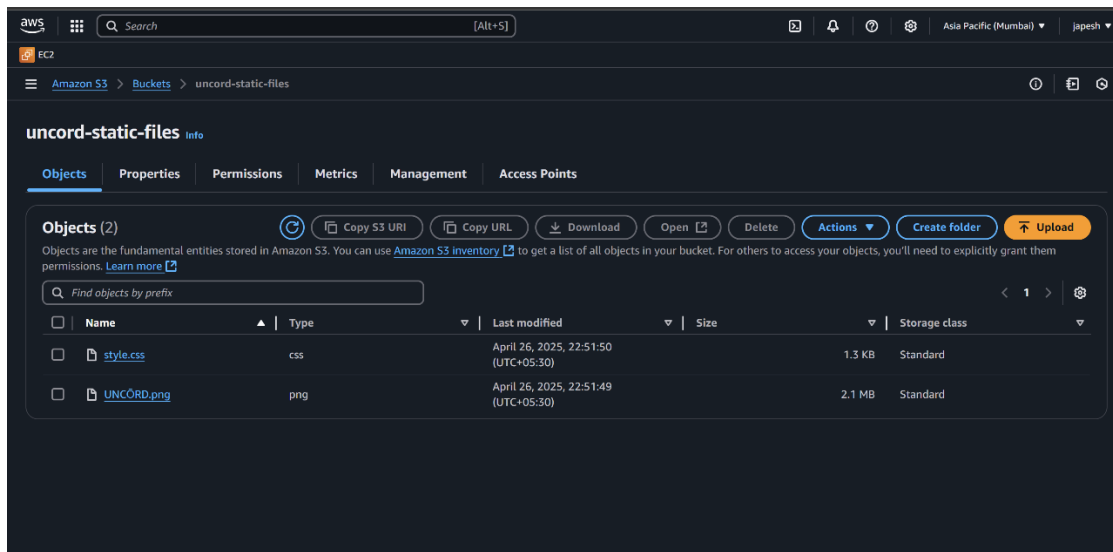 aws
Search
[Alt+S]
Asia Pacific (Mumbai) ▼
japesh ▼
EC2
Amazon S3 > Buckets > uncord-static-files
uncord-static-files Info
Objects
Properties
Permissions
Metrics
Management
Access Points
Objects (2)
Copy S3 URI
Copy URL
Download
Open
Delete
Actions ▼
Create folder
Upload
Objects are the fundamental entities stored in Amazon S3. You can use Amazon S3 inventory to get a list of all objects in your bucket. For others to access your objects, you'll need to explicitly grant them
permissions. Learn more
Find objects by prefix
< 1 >
Name
Type
Last modified
Size
Storage class
style.css
css
April 26, 2025, 22:51:50
(UTC+05:30)
1.3 KB
Standard
UNCÖRD.png
png
April 26, 2025, 22:51:49
(UTC+05:30)
2.1 MB
Standard